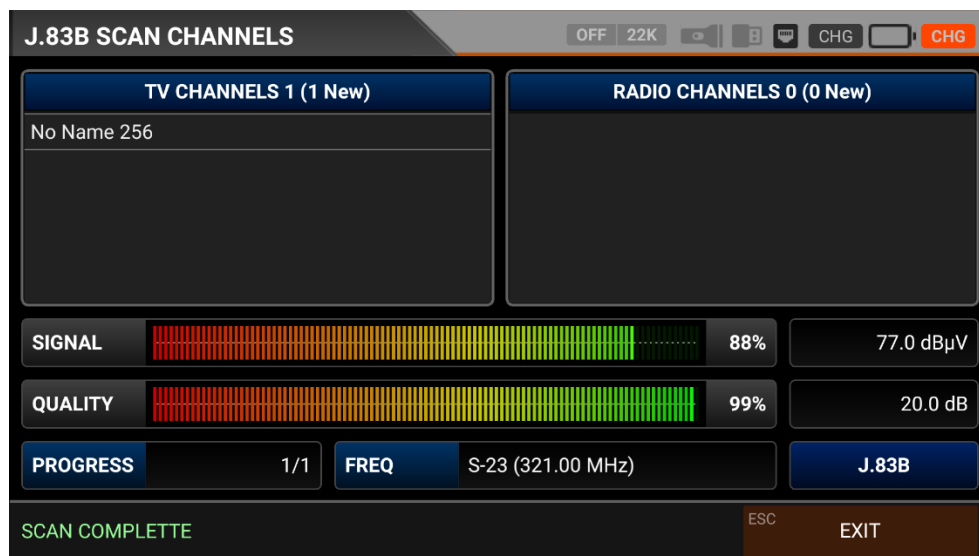 J.83B SCAN CHANNELS
OFF 22K CHG CHG
TV CHANNELS 1 (1 New)
No Name 256
RADIO CHANNELS 0 (0 New)
SIGNAL 88% 77.0 dBμV
QUALITY 99% 20.0 dB
PROGRESS 1/1 FREQ S-23 (321.00 MHz) J.83B
SCAN COMPLETTE
ESC EXIT